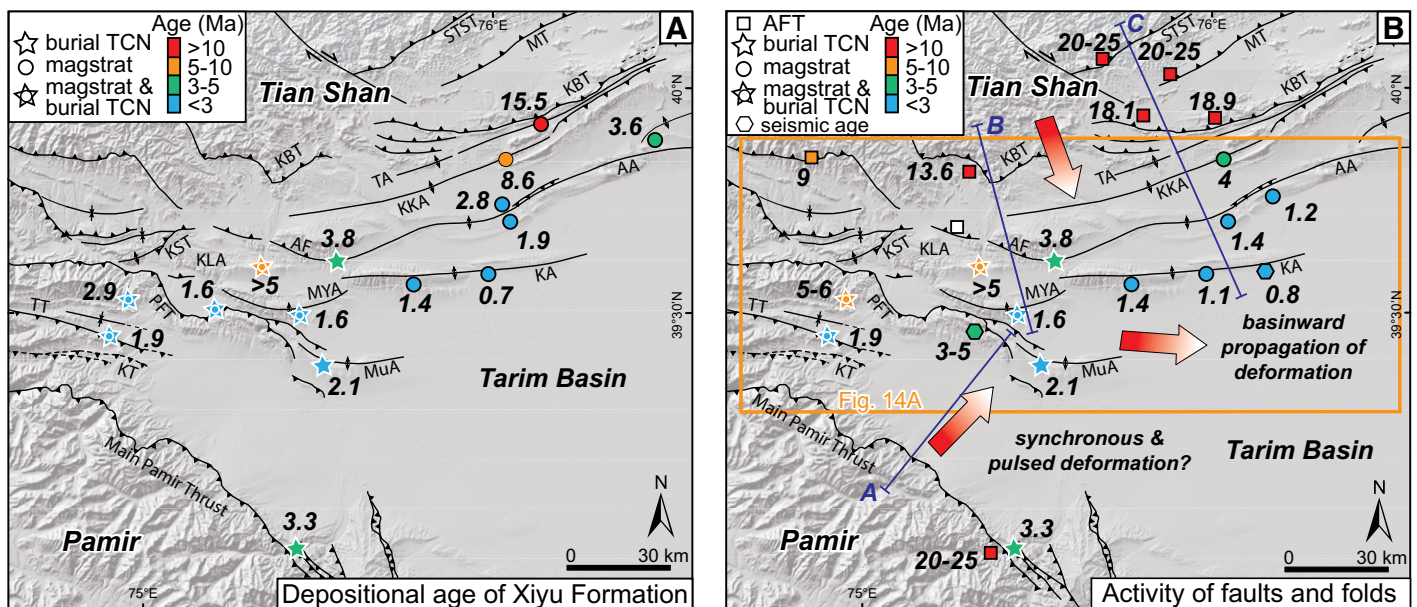 A
Age (Ma)
burial TCN
magstrat
magstrat &
burial TCN
>10
5-10
3-5
<3
76°E
STST
MT
Tian Shan
KBT
15.5
3.6
40°N
KBT
TA
8.6
AA
KKA
2.8
1.9
KST
AF
3.8
KLA
>5
KA
2.9
1.6
MYA
1.4
0.7
TT
PFT
1.6
39°30'N
1.9
KT
MuA
2.1
Tarim Basin
Main Pamir Thrust
N
3.3
Pamir
0
30 km
75°E
Depositional age of Xiyu Formation
B
AFT
Age (Ma)
burial TCN
magstrat
magstrat &
burial TCN
seismic age
>10
5-10
3-5
<3
76°E
C
STST
20-25
20-25
MT
Tian Shan
KBT
40°N
18.1
18.9
B
KBT
9
13.6
TA
4
AA
KKA
1.2
1.4
KST
AF
3.8
KLA
>5
KA
5-6
MYA
1.4
1.1
0.8
TT
PFT
1.6
39°30'N
1.9
3-5
KT
MuA
2.1
basinward
propagation of
deformation
Fig. 14A
Main Pamir Thrust
synchronous &
pulsed deformation?
Tarim Basin
A
N
3.3
Pamir
20-25
0
30 km
75°E
Activity of faults and folds